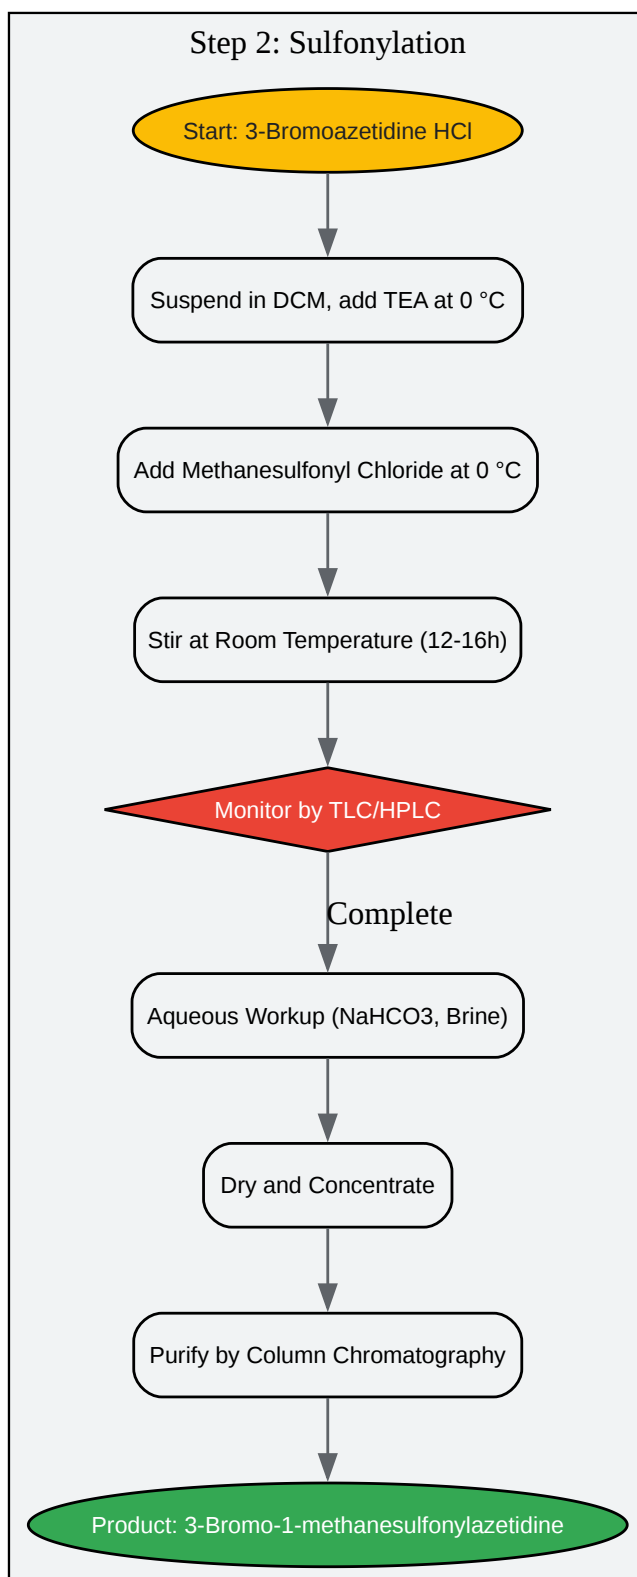 Step 2: Sulfonylation
Start: 3-Bromoazetidine HCl
Suspend in DCM, add TEA at 0 °C
Add Methanesulfonyl Chloride at 0 °C
Stir at Room Temperature (12-16h)
Monitor by TLC/HPLC
Complete
Aqueous Workup (NaHCO3, Brine)
Dry and Concentrate
Purify by Column Chromatography
Product: 3-Bromo-1-methanesulfonylazetidine